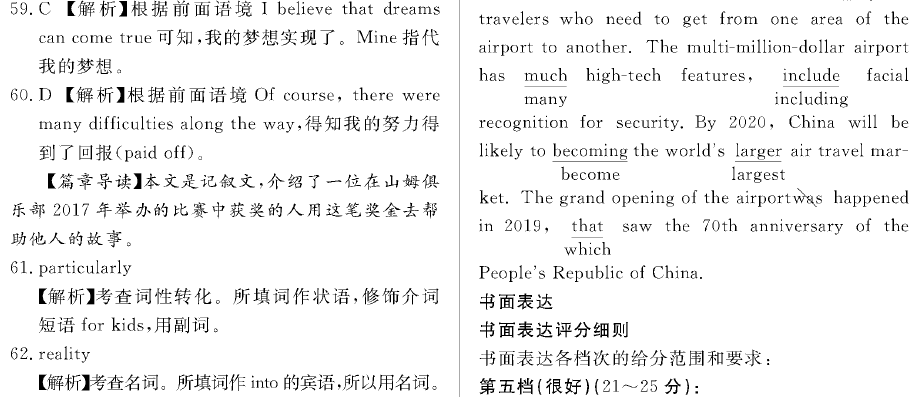 59. C 【解析】根据前面语境 I believe that dreams
can come true 可知,我的梦想实现了。Mine 指代
我的梦想。
60. D 【解析】根据前面语境 Of course, there were
many difficulties along the way,得知我的努力得
到了回报(paid off)。
【篇章导读】本文是记叙文,介绍了一位在山姆俱
乐部 2017 年举办的比赛中获奖的人用这笔奖金去帮
助他人的故事。
61. particularly
【解析】考查词性转化。所填词作状语,修饰介词
短语 for kids,用副词。
62. reality
【解析】考查名词。所填词作 into 的宾语,所以用名词。
travelers who need to get from one area of the
airport to another. The multi-million-dollar airport
has much high-tech features, include facial
many including
recognition for security. By 2020, China will be
likely to becoming the world's larger air travel mar-
become largest
ket. The grand opening of the airport was happened
in 2019, that saw the 70th anniversary of the
which
People's Republic of China.
书面表达
书面表达评分细则
书面表达各档次的给分范围和要求:
第五档(很好)(21～25 分):